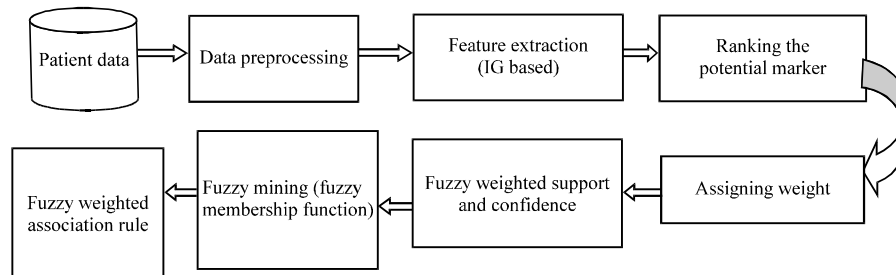 Patient data
Data preprocessing
Feature extraction
(IG based)
Ranking the
potential marker
Assigning weight
Fuzzy weighted support
and confidence
Fuzzy mining (fuzzy
membership function)
Fuzzy weighted
association rule